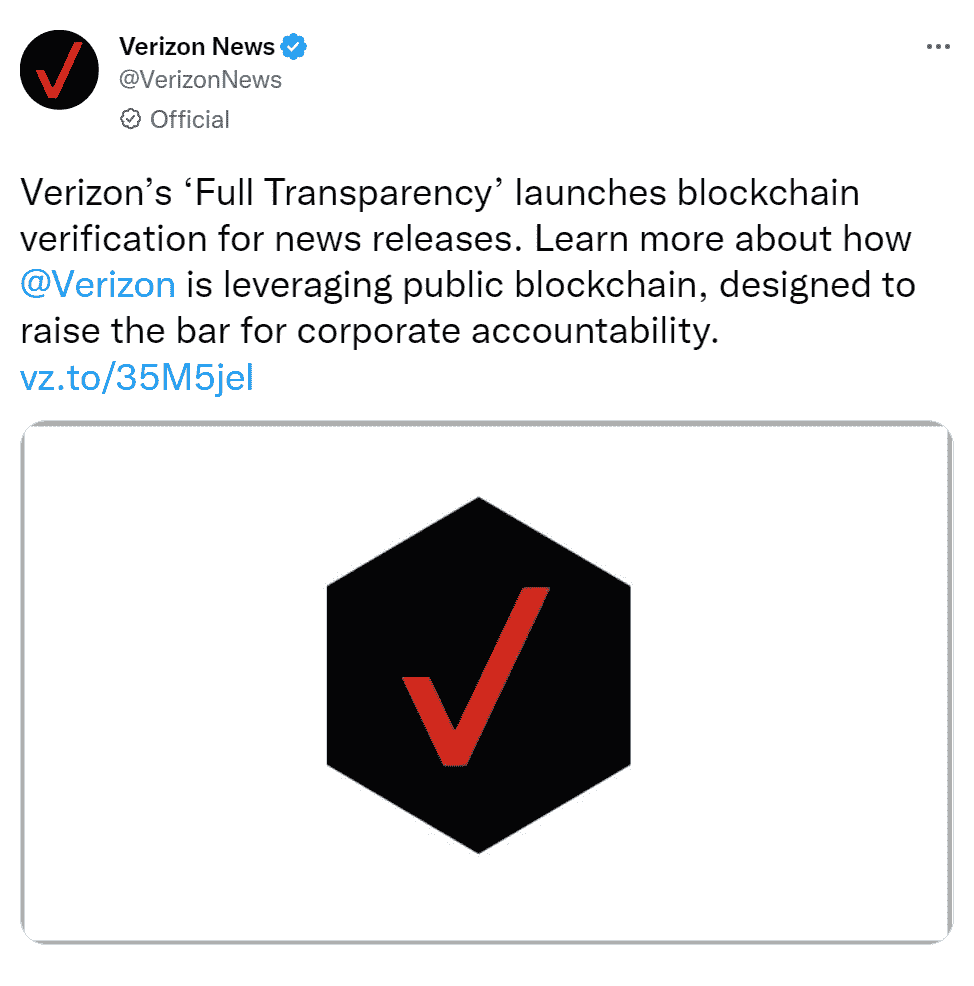 Verizon News
@VerizonNews
Official
Verizon’s ‘Full Transparency’ launches blockchain
verification for news releases. Learn more about how
@Verizon is leveraging public blockchain, designed to
raise the bar for corporate accountability.
vz.to/35M5jel